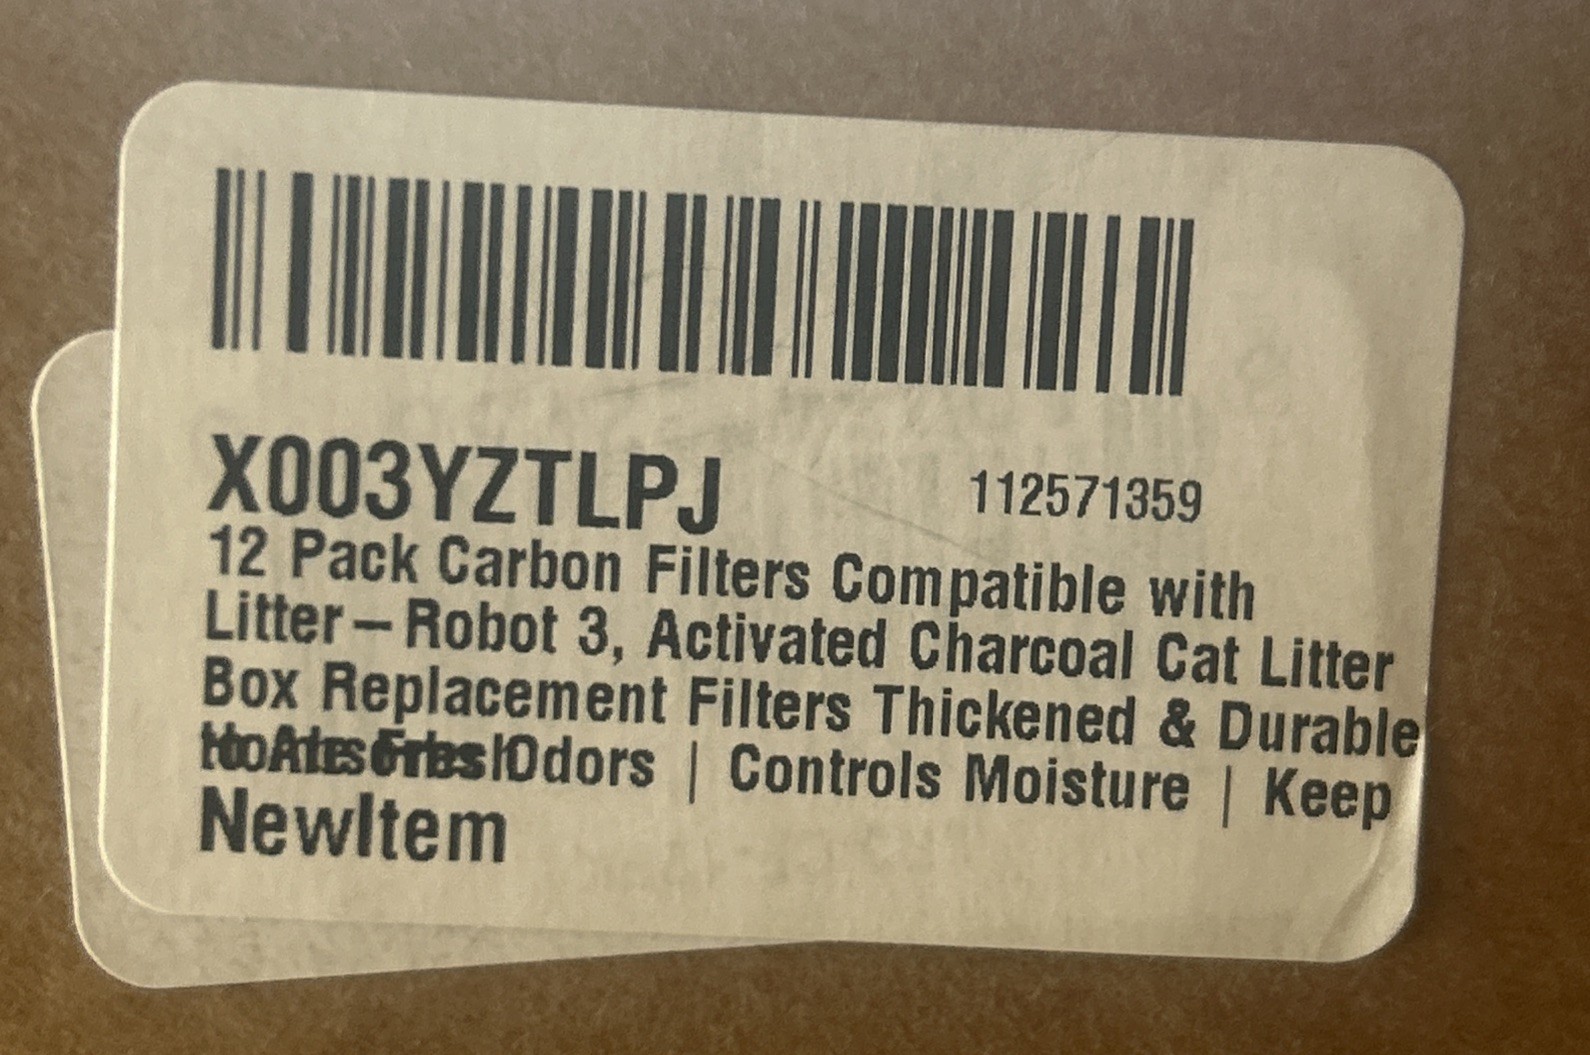 X003YZTLPJ 112571359
12 Pack Carbon Filters Compatible with
Litter–Robot 3, Activated Charcoal Cat Litter
Box Replacement Filters Thickened & Durable
Odors | Controls Moisture | Keep
NewItem